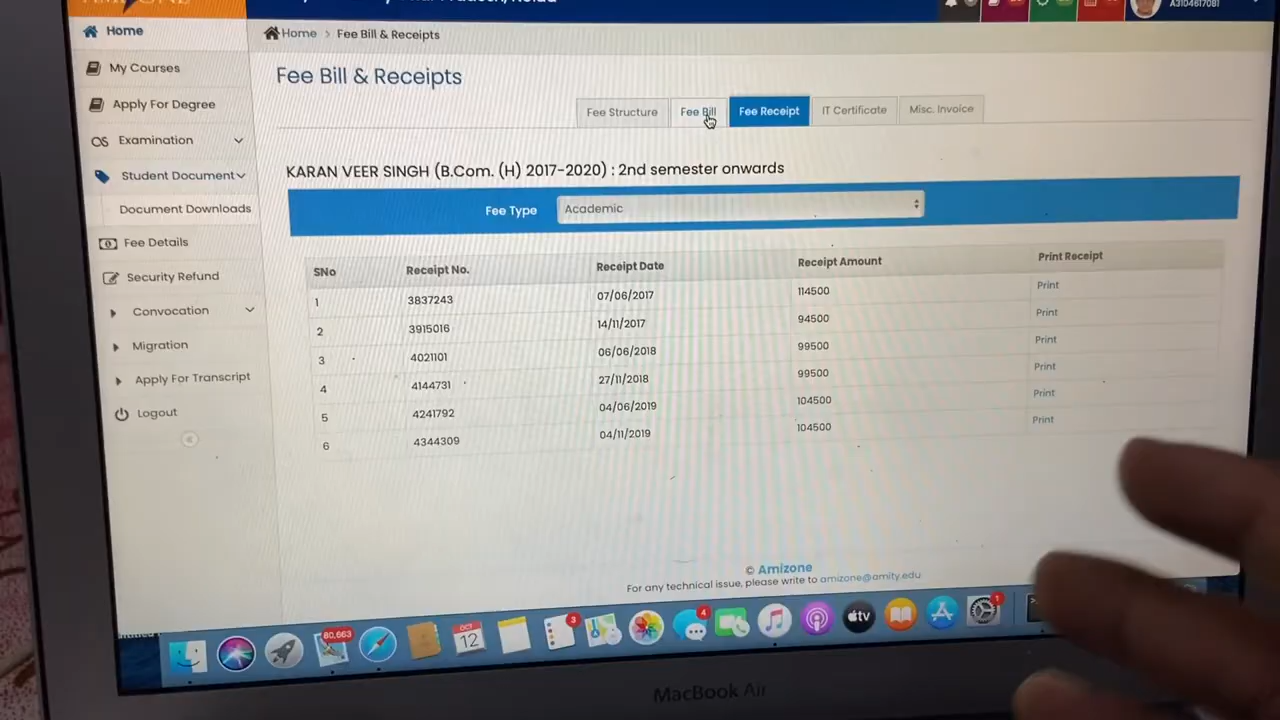 A3104617081
Home
Home > Fee Bill & Receipts
My Courses
Fee Bill & Receipts
Apply For Degree
Fee Structure
Fee Bill
Fee Receipt
IT Certificate
Misc. Invoice
Examination
Student Document
KARAN VEER SINGH (B.Com. (H) 2017-2020) : 2nd semester onwards
Document Downloads
Fee Type Academic
Fee Details
Security Refund
SNo Receipt No. Receipt Date Receipt Amount Print Receipt
1 3837243 07/06/2017 114500 Print
2 3915016 14/11/2017 94500 Print
3 4021101 06/06/2018 99500 Print
4 4144731 27/11/2018 99500 Print
5 4241792 04/06/2019 104500 Print
6 4344309 04/11/2019 104500 Print
Convocation
Migration
Apply For Transcript
Logout
© Amizone
For any technical issue, please write to amizone@amity.edu
80,663
OCT
12
3
4
tv
1
MacBook Air